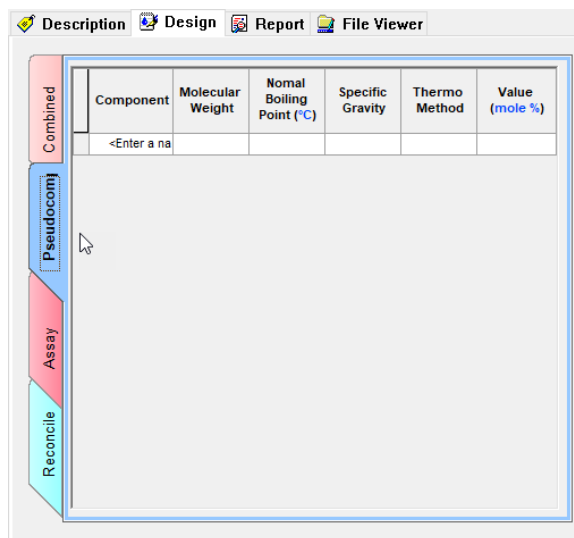 Description Design Report File Viewer
Combined
Pseudocom
Assay
Reconcile
Component
Molecular
Weight
Nomal
Boiling
Point (°C)
Specific
Gravity
Thermo
Method
Value
(mole %)
<Enter a na